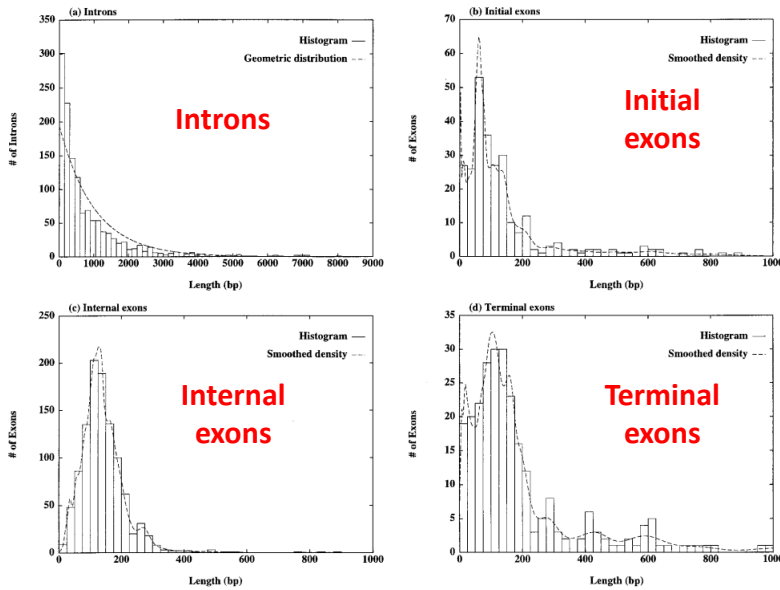 (a) Introns
Histogram
Geometric distribution
Introns
# of Introns
350
300
250
200
150
100
50
0
0 1000 2000 3000 4000 5000 6000 7000 8000 9000
Length (bp)
(b) Initial exons
Histogram
Smoothed density
Initial
exons
# of Exons
70
60
50
40
30
20
10
0
0 200 400 600 800 1000
Length (bp)
(c) Internal exons
Histogram
Smoothed density
Internal
exons
# of Exons
250
200
150
100
50
0
0 200 400 600 800 1000
Length (bp)
(d) Terminal exons
Histogram
Smoothed density
Terminal
exons
# of Exons
35
30
25
20
15
10
5
0
0 200 400 600 800 1000
Length (bp)